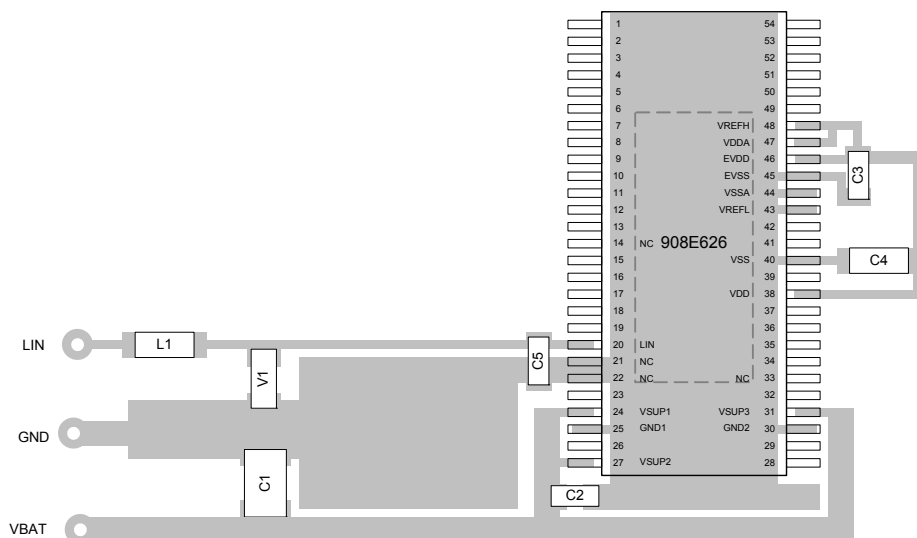 1 54
2 53
3 52
4 51
5 50
6 49
7 VREFH 48
8 VDDA 47
9 EVDD 46
10 EVSS 45
11 VSSA 44
12 VREFL 43
13 42
14 NC 908E626 41
15 VSS 40
16 39
17 VDD 38
18 37
19 36
20 LIN 35
21 NC 34
22 NC NC 33
23 32
24 VSUP1 VSUP3 31
25 GND1 GND2 30
26 29
27 VSUP2 28
C3
C4
LIN
L1
V1
C5
GND
C1
C2
VBAT